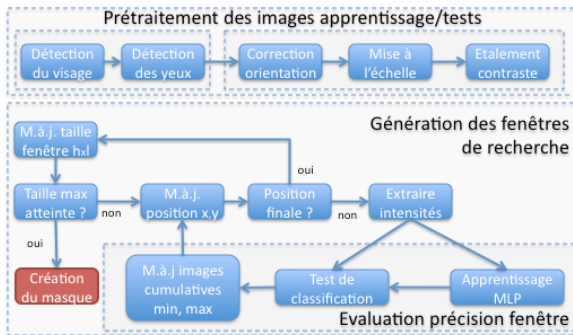 Prétraitement des images apprentissage/tests
Détection
du visage
Détection
des yeux
Correction
orientation
Mise à
l'échelle
Etalement
contraste
M.à.j. taille
fenêtre hxl
Génération des fenêtres
de recherche
oui
Taille max
atteinte ?
non
M.à.j.
position x,y
Position
finale ?
non
Extraire
intensités
oui
Création
du masque
M.à.j images
cumulatives
min, max
Test de
classification
Apprentissage
MLP
Evaluation précision fenêtre